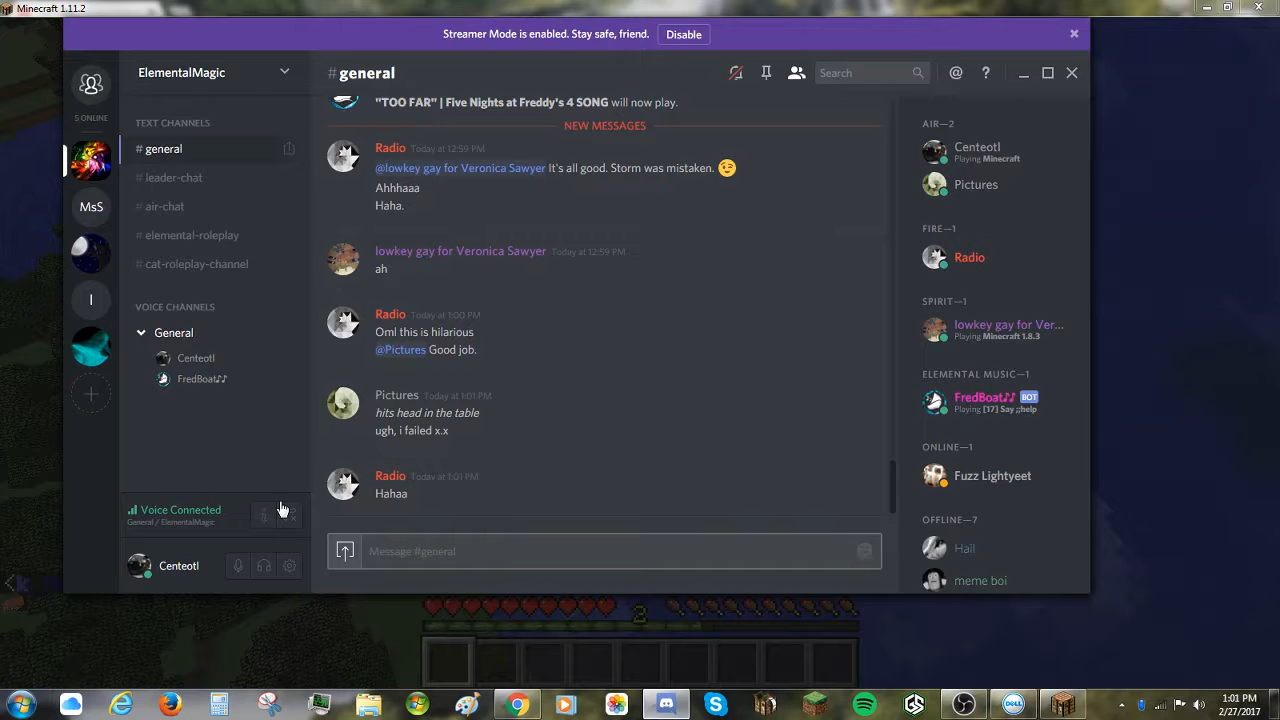 Minecraft 1.11.2
Streamer Mode is enabled. Stay safe, friend. Disable
5 ONLINE
MsS
I
ElementalMagic
TEXT CHANNELS
# general
# leader-chat
# air-chat
# elemental-roleplay
# cat-roleplay-channel
VOICE CHANNELS
General
Centeotl
FredBoat♪♪
Voice Connected
General / ElementalMagic
Centeotl
# general
Search
"TOO FAR" | Five Nights at Freddy's 4 SONG will now play.
NEW MESSAGES
Radio Today at 12:59 PM
@lowkey gay for Veronica Sawyer It's all good. Storm was mistaken. 😉
Ahhhaaa
Haha.
lowkey gay for Veronica Sawyer Today at 12:59 PM
ah
Radio Today at 1:00 PM
Oml this is hilarious
@Pictures Good job.
Pictures Today at 1:01 PM
hits head in the table
ugh, i failed x.x
Radio Today at 1:01 PM
Hahaa
Message #general
AIR—2
Centeotl
Playing Minecraft
Pictures
FIRE—1
Radio
SPIRIT—1
lowkey gay for Ver...
Playing Minecraft 1.8.3
ELEMENTAL MUSIC—1
FredBoat♪♪ BOT
Playing [17] Say ;;help
ONLINE—1
Fuzz Lightyeet
OFFLINE—7
Hail
meme boi
2
DELL
1:01 PM
2/27/2017